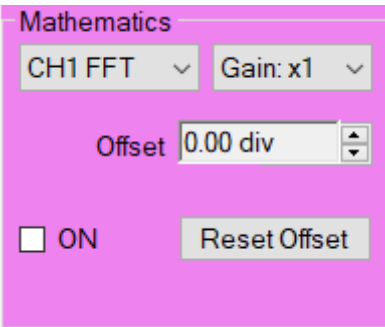 Mathematics
CH1 FFT Gain: x1
Offset 0.00 div
ON Reset Offset